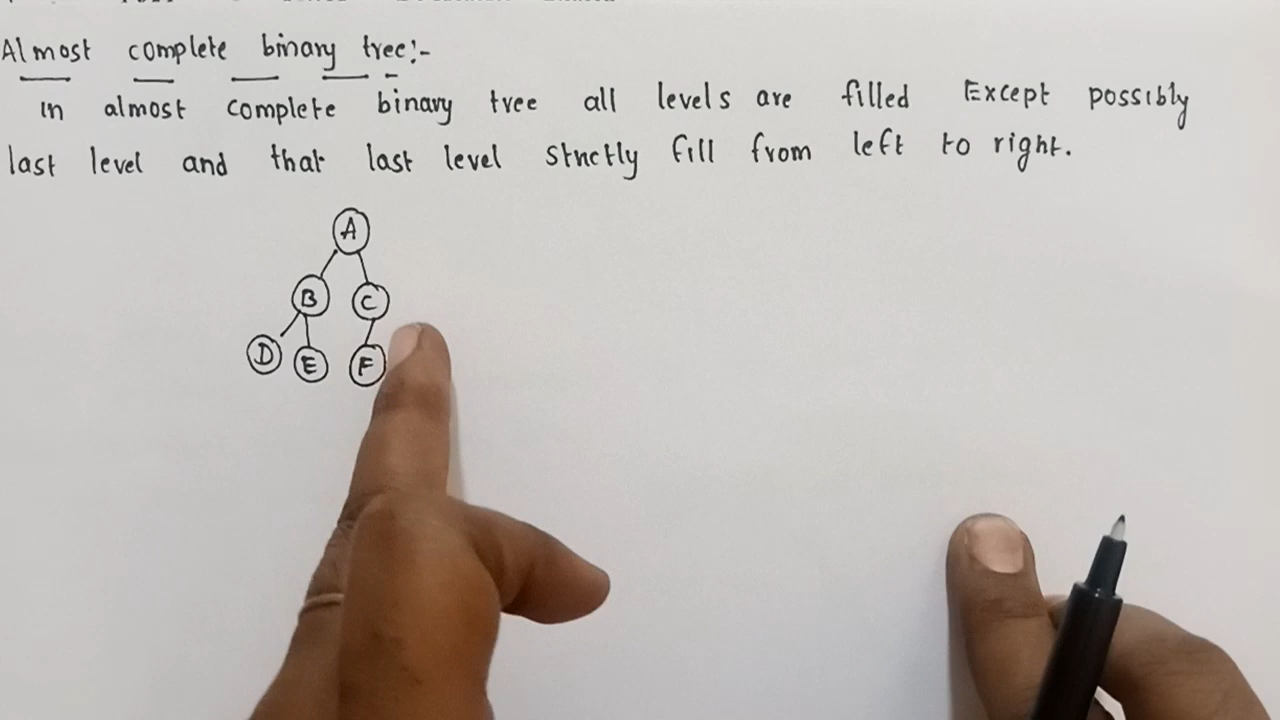 Almost complete binary tree:-
In almost complete binary tree all levels are filled Except possibly
last level and that last level strictly fill from left to right.
A
B C
D E F